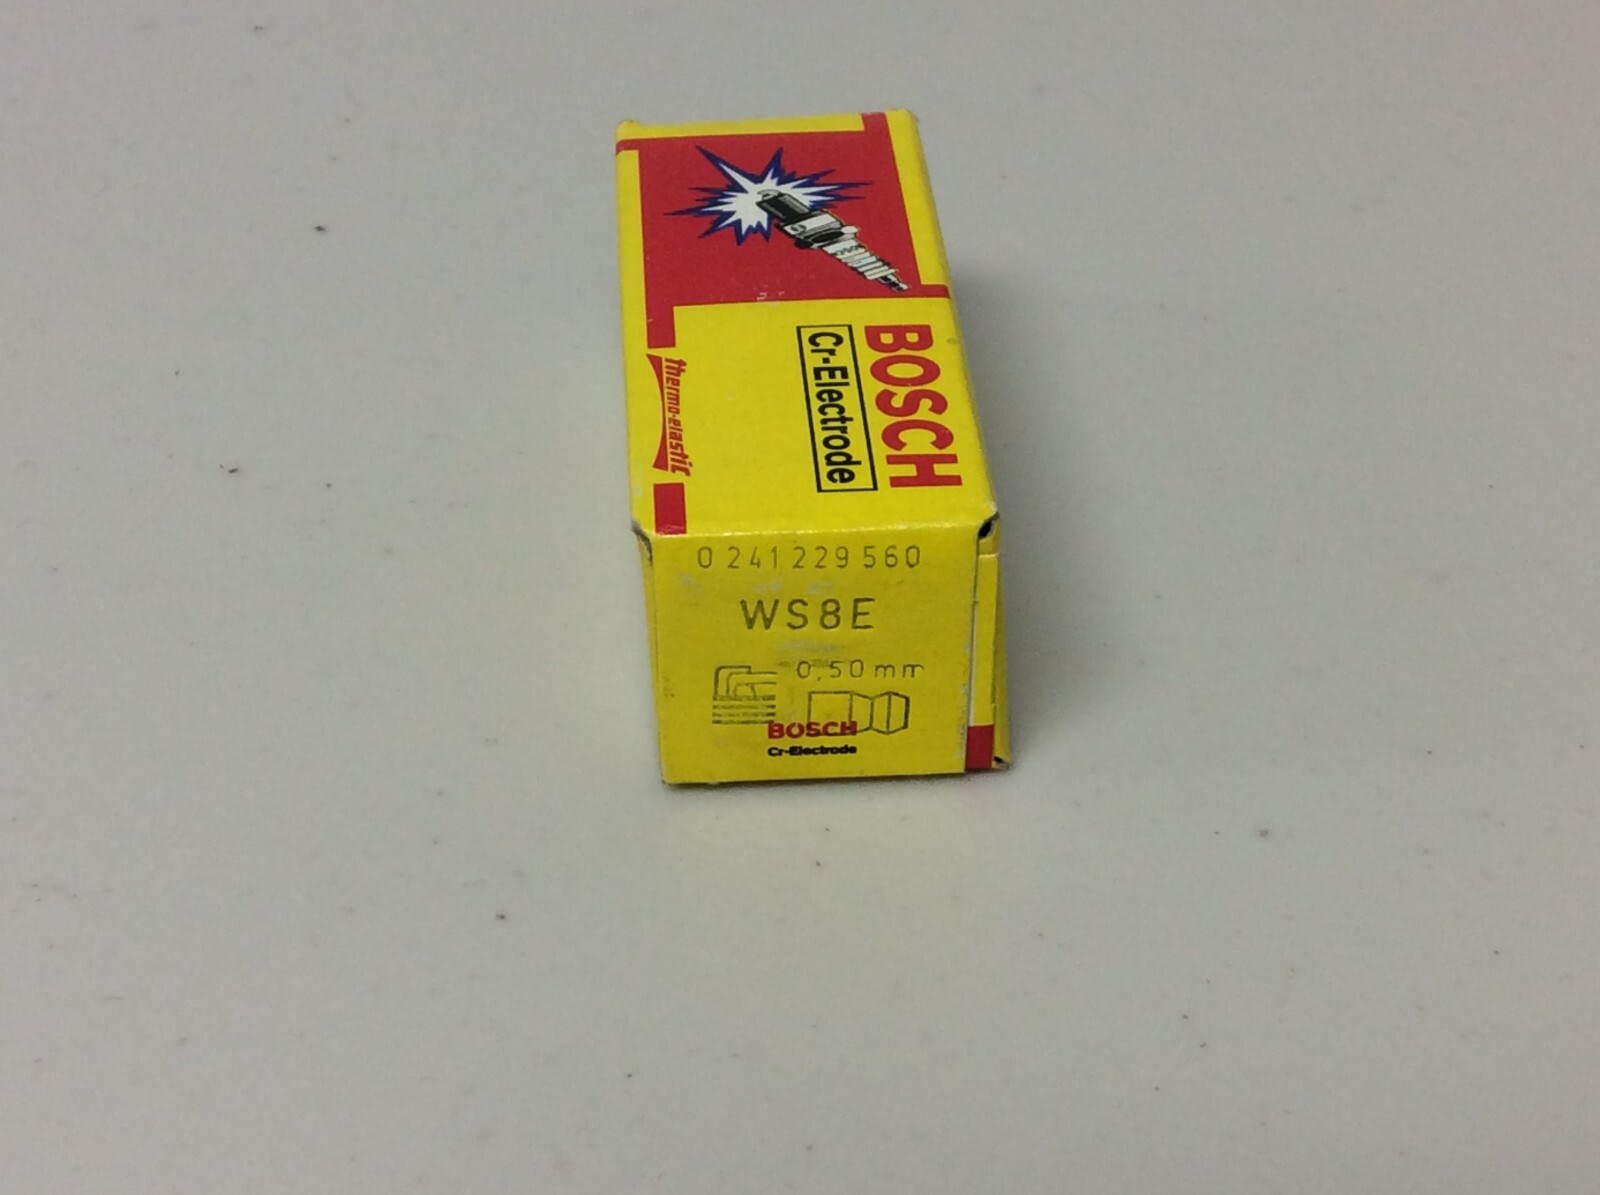 BOSCH
Cr-Electrode
thermo-elastic
0 241 229 560
WS8E
0,50 mm
BOSCH
Cr-Electrode